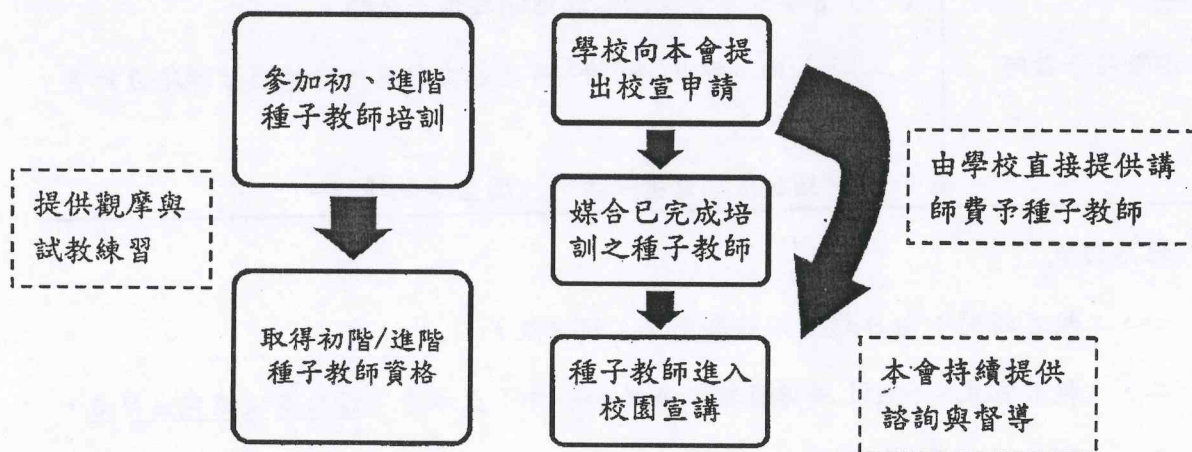 參加初、進階
種子教師培訓
提供觀摩與
試教練習
取得初階/進階
種子教師資格
學校向本會提
出校宣申請
媒合已完成培
訓之種子教師
種子教師進入
校園宣講
由學校直接提供講
師費予種子教師
本會持續提供
諮詢與督導